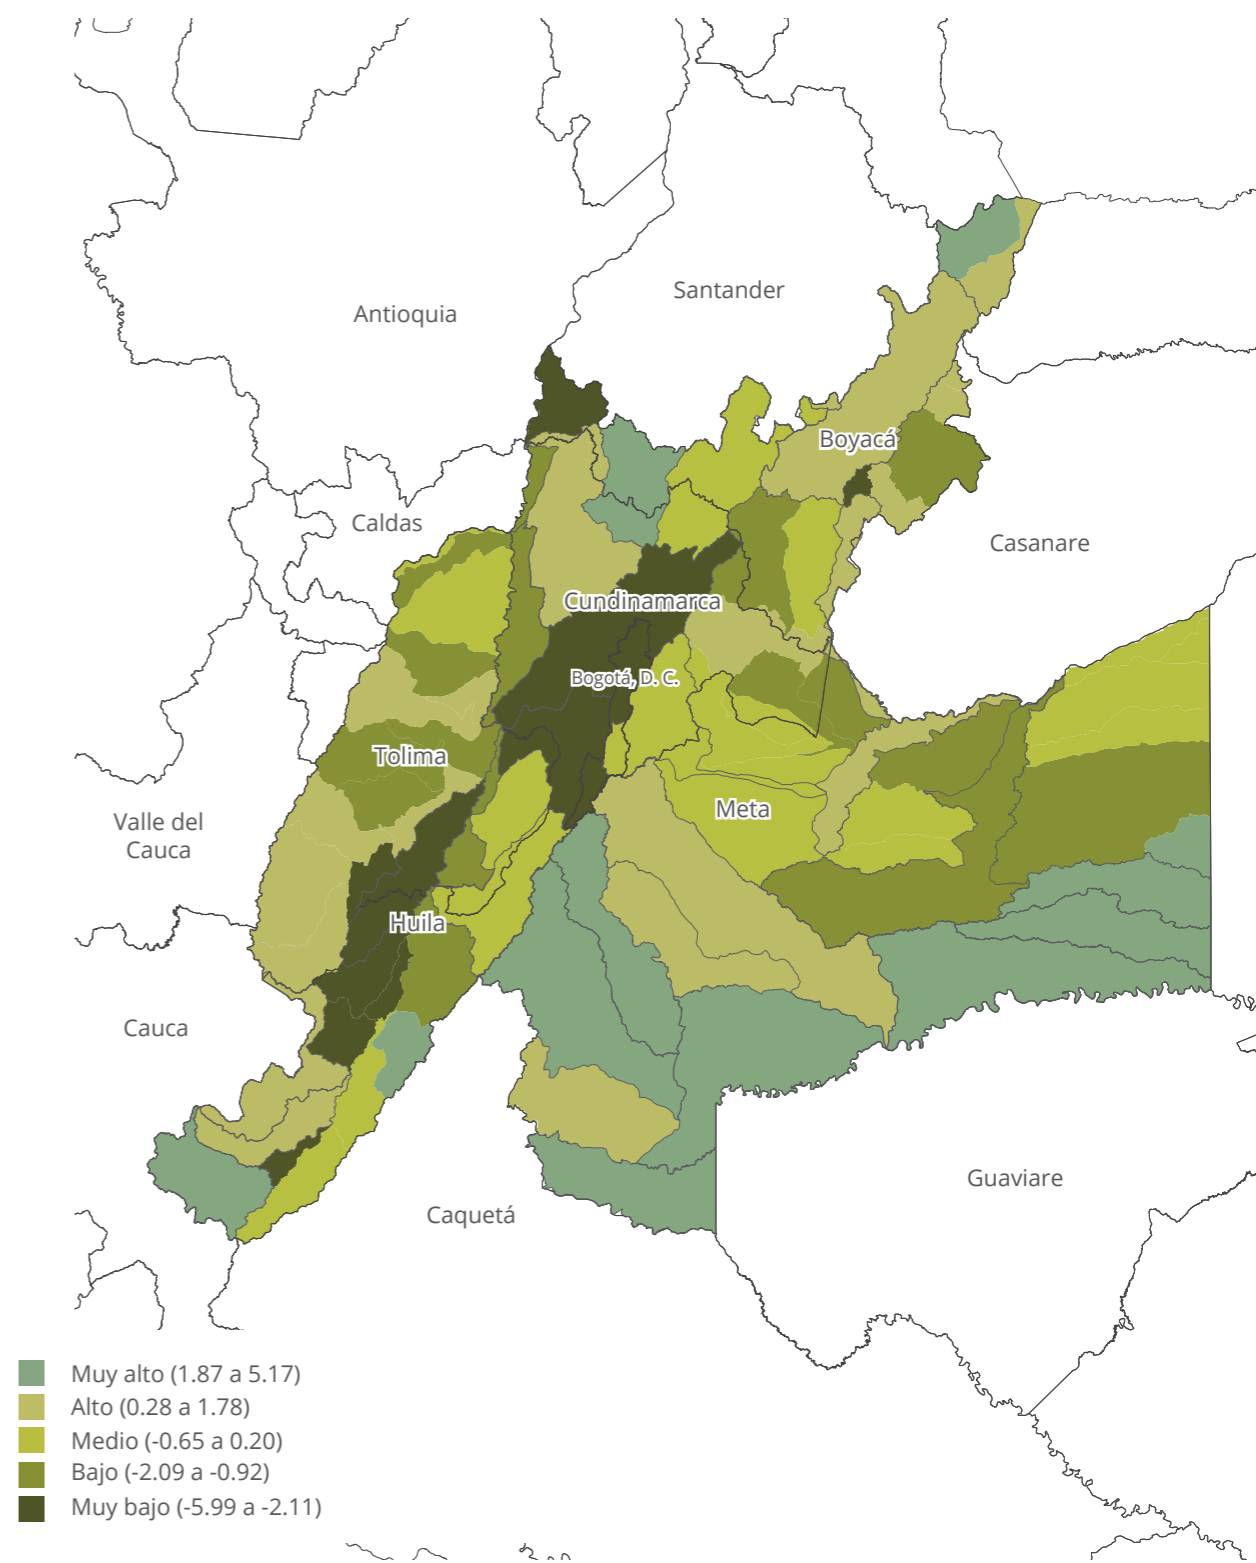 Santander
Antioquia
Boyacá
Caldas
Casanare
Cundinamarca
Bogotá, D. C.
Tolima
Meta
Valle del
Cauca
Huila
Cauca
Guaviare
Caquetá
Muy alto (1.87 a 5.17)
Alto (0.28 a 1.78)
Medio (-0.65 a 0.20)
Bajo (-2.09 a -0.92)
Muy bajo (-5.99 a -2.11)